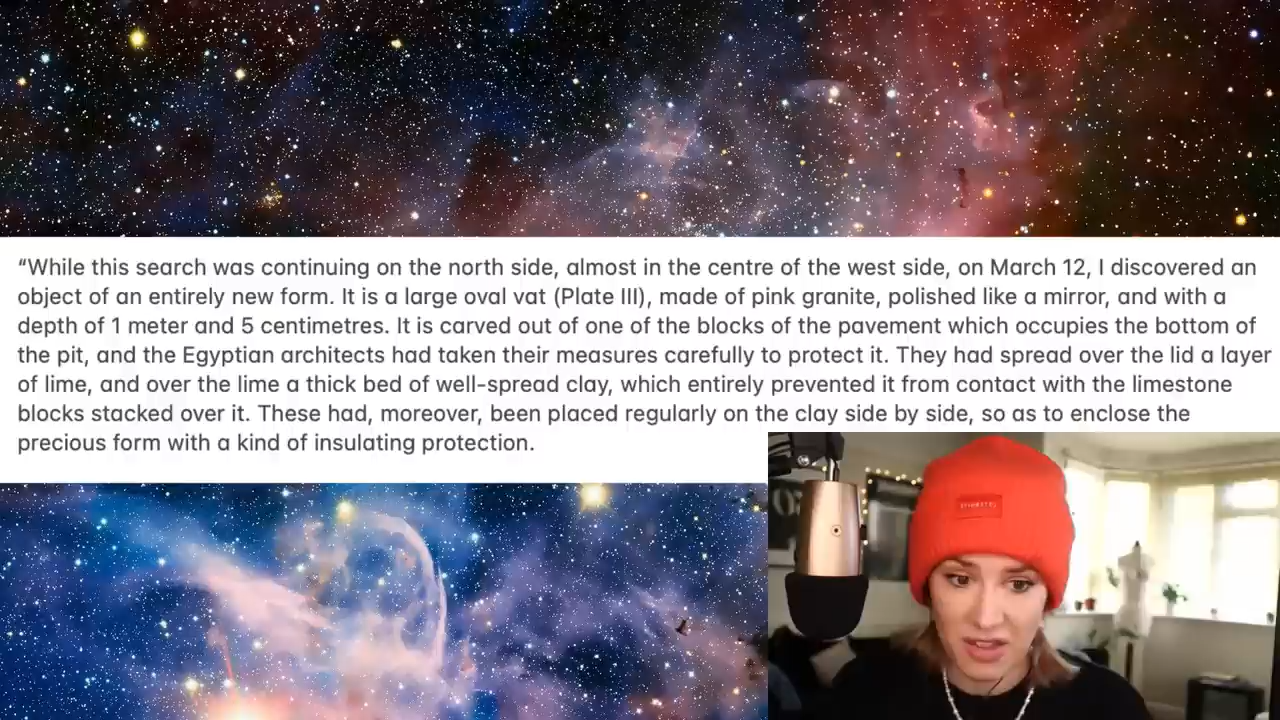 “While this search was continuing on the north side, almost in the centre of the west side, on March 12, I discovered an
object of an entirely new form. It is a large oval vat (Plate III), made of pink granite, polished like a mirror, and with a
depth of 1 meter and 5 centimetres. It is carved out of one of the blocks of the pavement which occupies the bottom of
the pit, and the Egyptian architects had taken their measures carefully to protect it. They had spread over the lid a layer
of lime, and over the lime a thick bed of well-spread clay, which entirely prevented it from contact with the limestone
blocks stacked over it. These had, moreover, been placed regularly on the clay side by side, so as to enclose the
precious form with a kind of insulating protection.